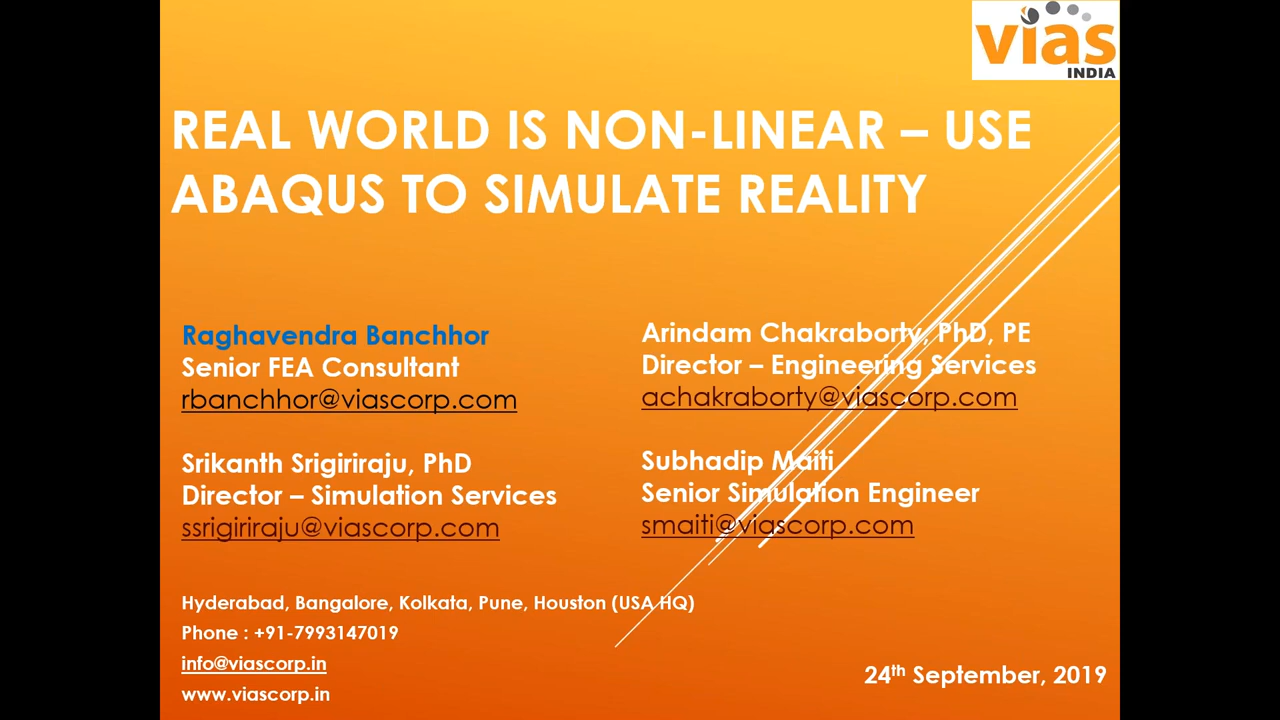 vias
INDIA
REAL WORLD IS NON-LINEAR – USE
ABAQUS TO SIMULATE REALITY
Raghavendra Banchhor
Senior FEA Consultant
rbanchhor@viascorp.com
Arindam Chakraborty, PhD, PE
Director – Engineering Services
achakraborty@viascorp.com
Srikanth Srigiriraju, PhD
Director – Simulation Services
ssrigiriraju@viascorp.com
Subhadip Maiti
Senior Simulation Engineer
smaiti@viascorp.com
Hyderabad, Bangalore, Kolkata, Pune, Houston (USA HQ)
Phone : +91-7993147019
info@viascorp.in
www.viascorp.in
24th September, 2019